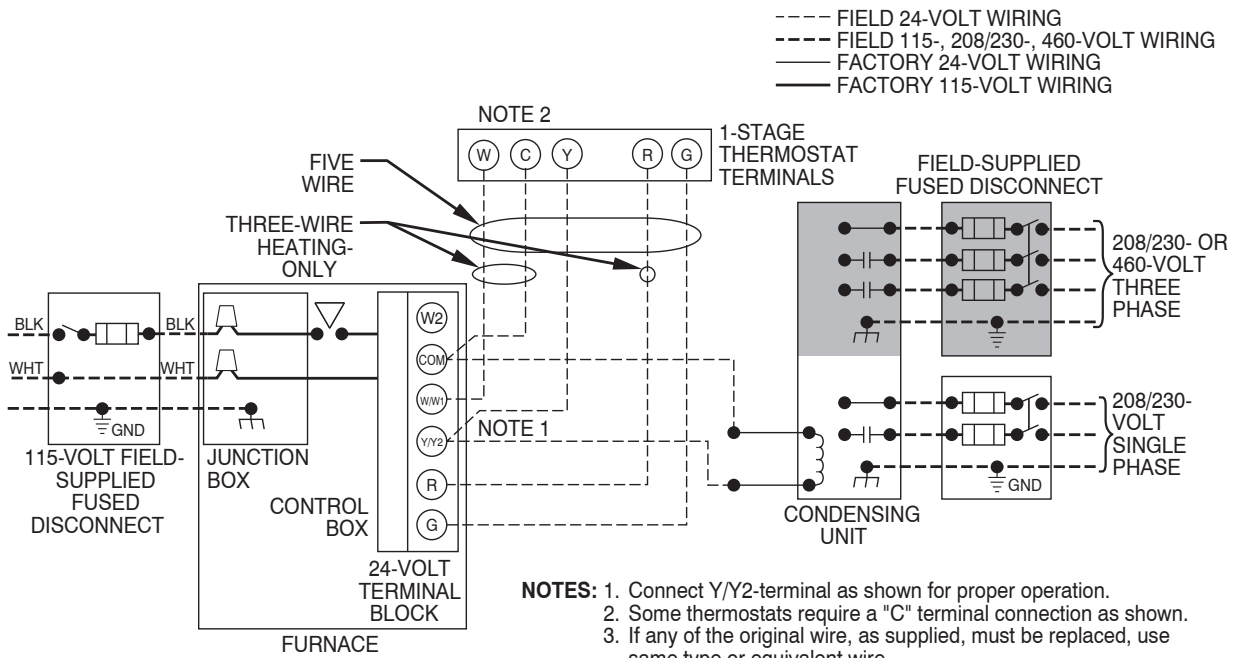 FIELD 24-VOLT WIRING
FIELD 115-, 208/230-, 460-VOLT WIRING
FACTORY 24-VOLT WIRING
FACTORY 115-VOLT WIRING
NOTE 2
W
C
Y
R
G
1-STAGE
THERMOSTAT
TERMINALS
FIVE
WIRE
THREE-WIRE
HEATING-
ONLY
FIELD-SUPPLIED
FUSED DISCONNECT
208/230- OR
460-VOLT
THREE
PHASE
BLK
BLK
WHT
WHT
GND
115-VOLT FIELD-
SUPPLIED
FUSED
DISCONNECT
JUNCTION
BOX
CONTROL
BOX
W2
COM
W/W1
Y/Y2
R
G
NOTE 1
24-VOLT
TERMINAL
BLOCK
FURNACE
208/230-
VOLT
SINGLE
PHASE
GND
CONDENSING
UNIT
NOTES: 1. Connect Y/Y2-terminal as shown for proper operation.
2. Some thermostats require a "C" terminal connection as shown.
3. If any of the original wire, as supplied, must be replaced, use
same type or equivalent wire.